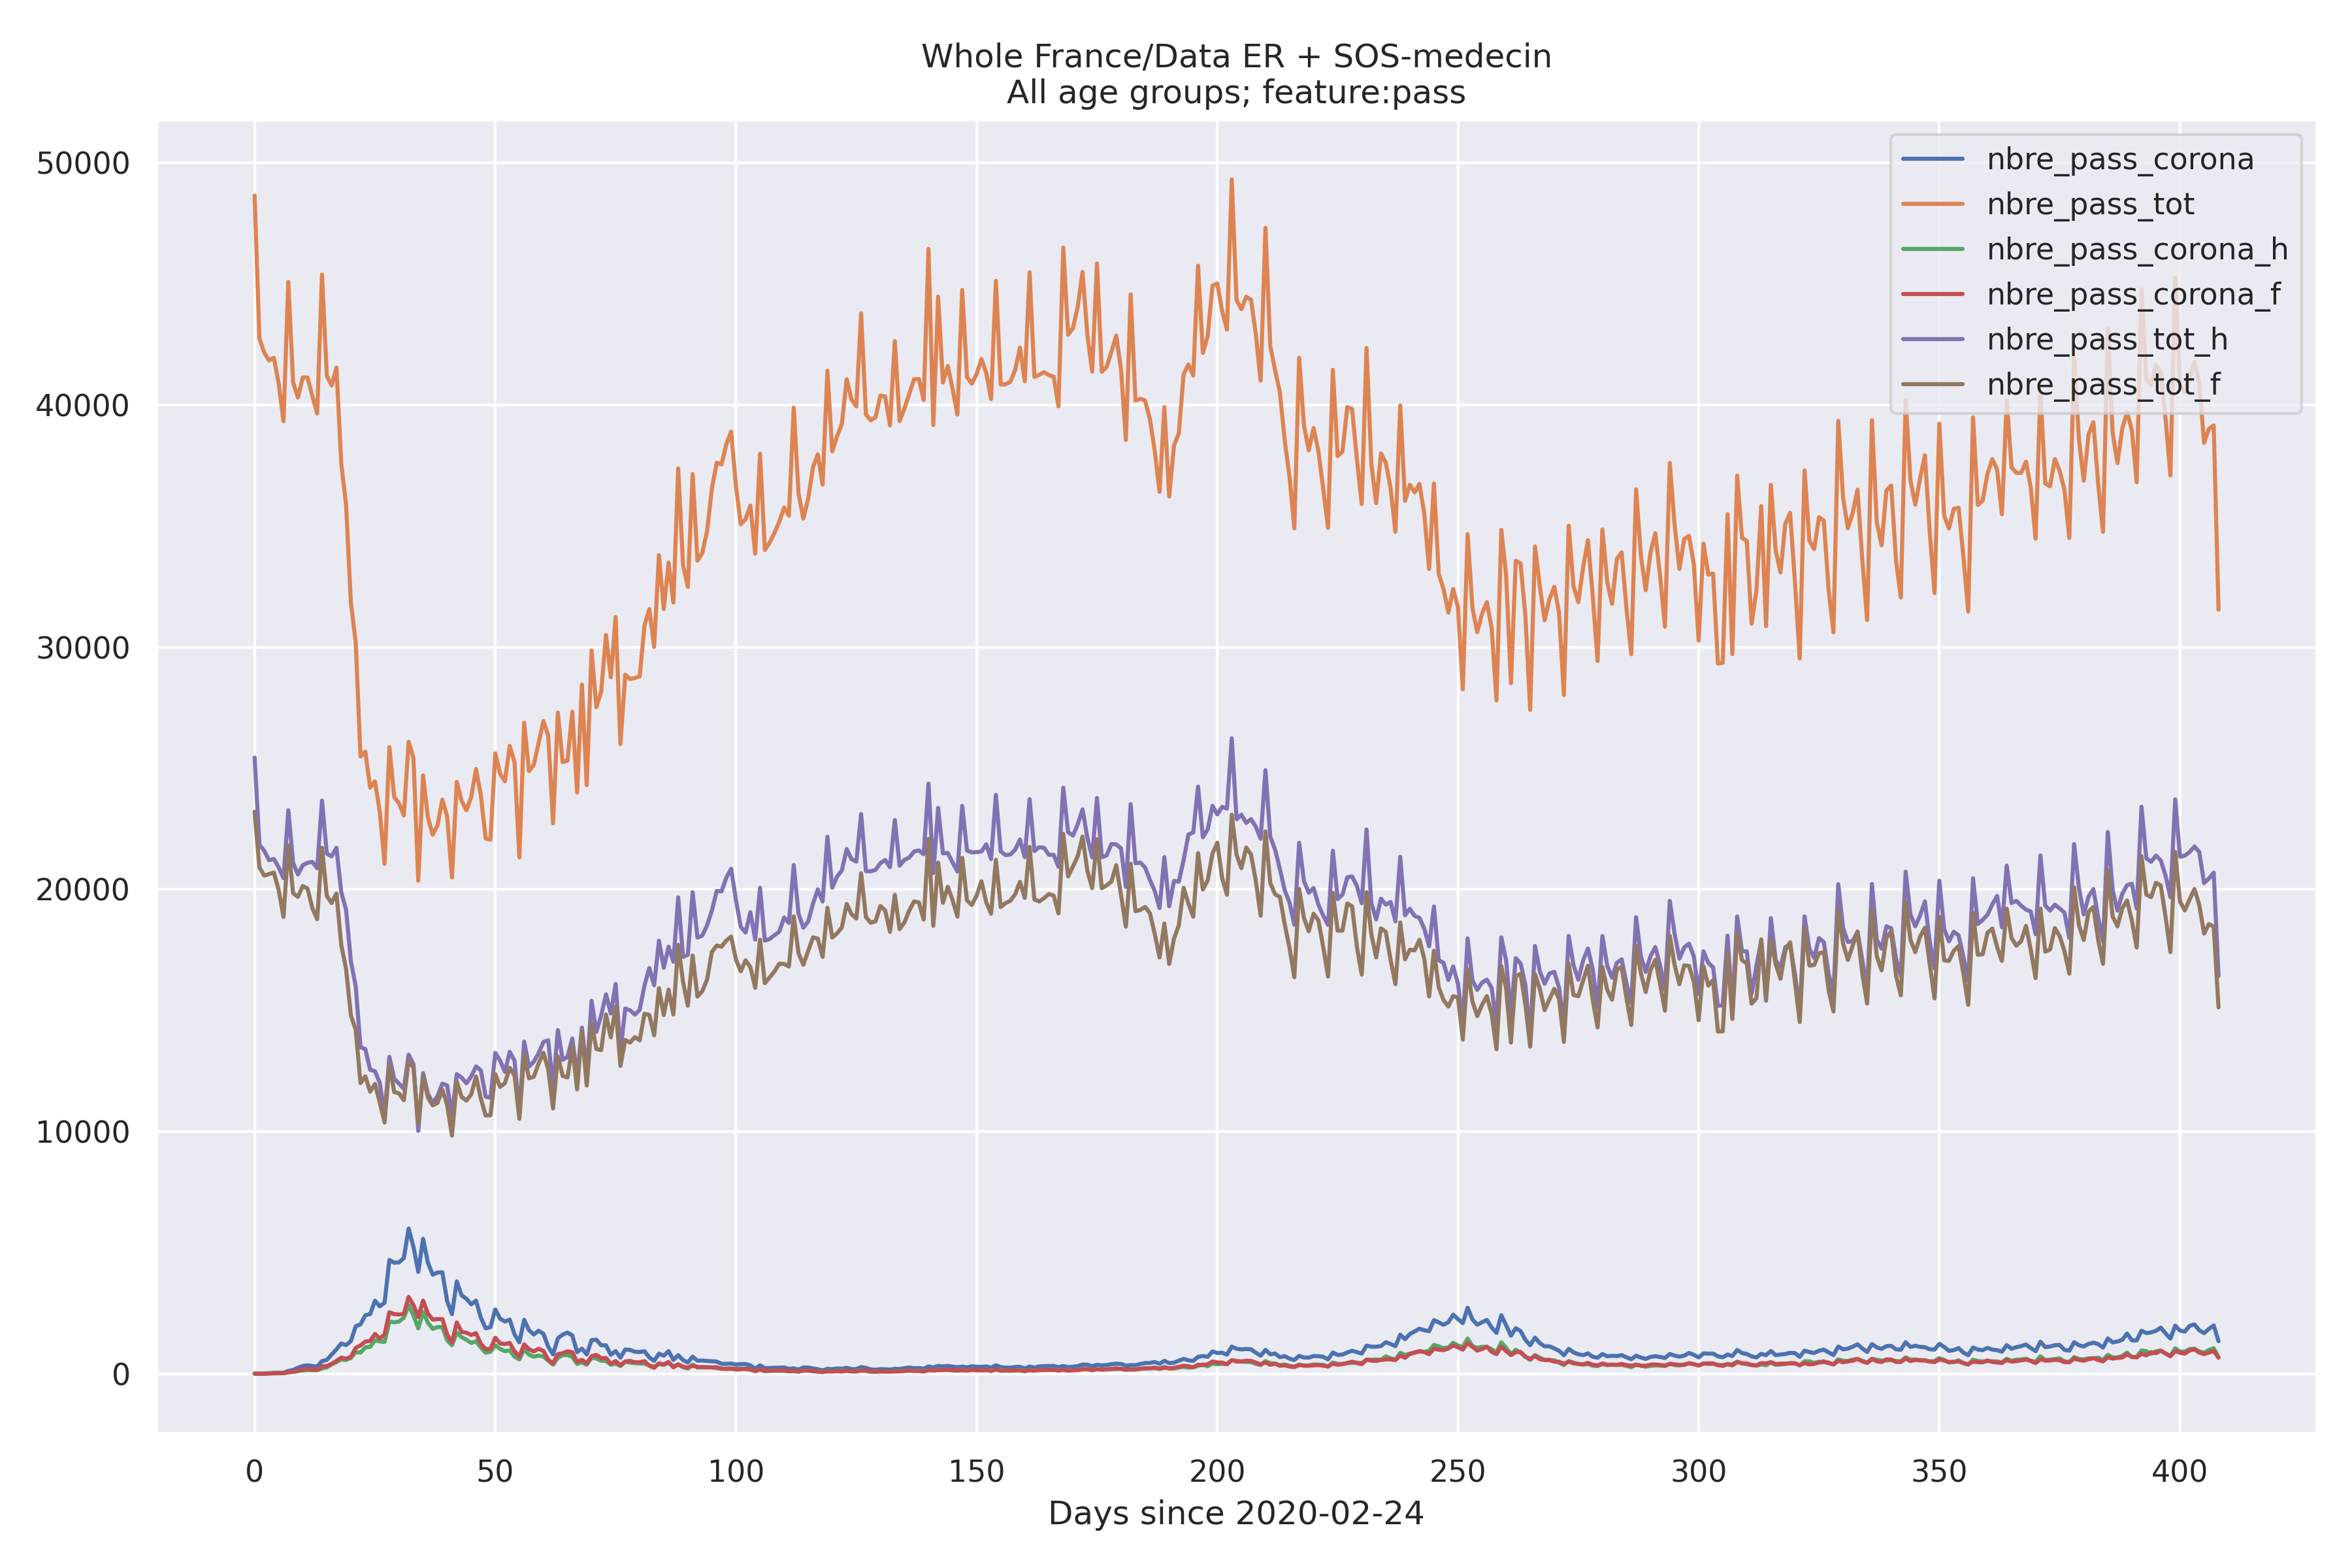 Whole France/Data ER + SOS-medecin
All age groups; feature:pass
50000
40000
30000
20000
10000
0
nbre_pass_corona
nbre_pass_tot
nbre_pass_corona_h
nbre_pass_corona_f
nbre_pass_tot_h
nbre_pass_tot_f
0 50 100 150 200 250 300 350 400
Days since 2020-02-24